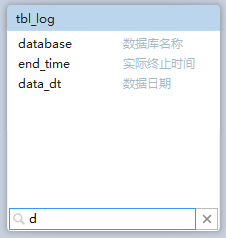 tbl_log
database 数据库名称
end_time 实际终止时间
data_dt 数据日期
d